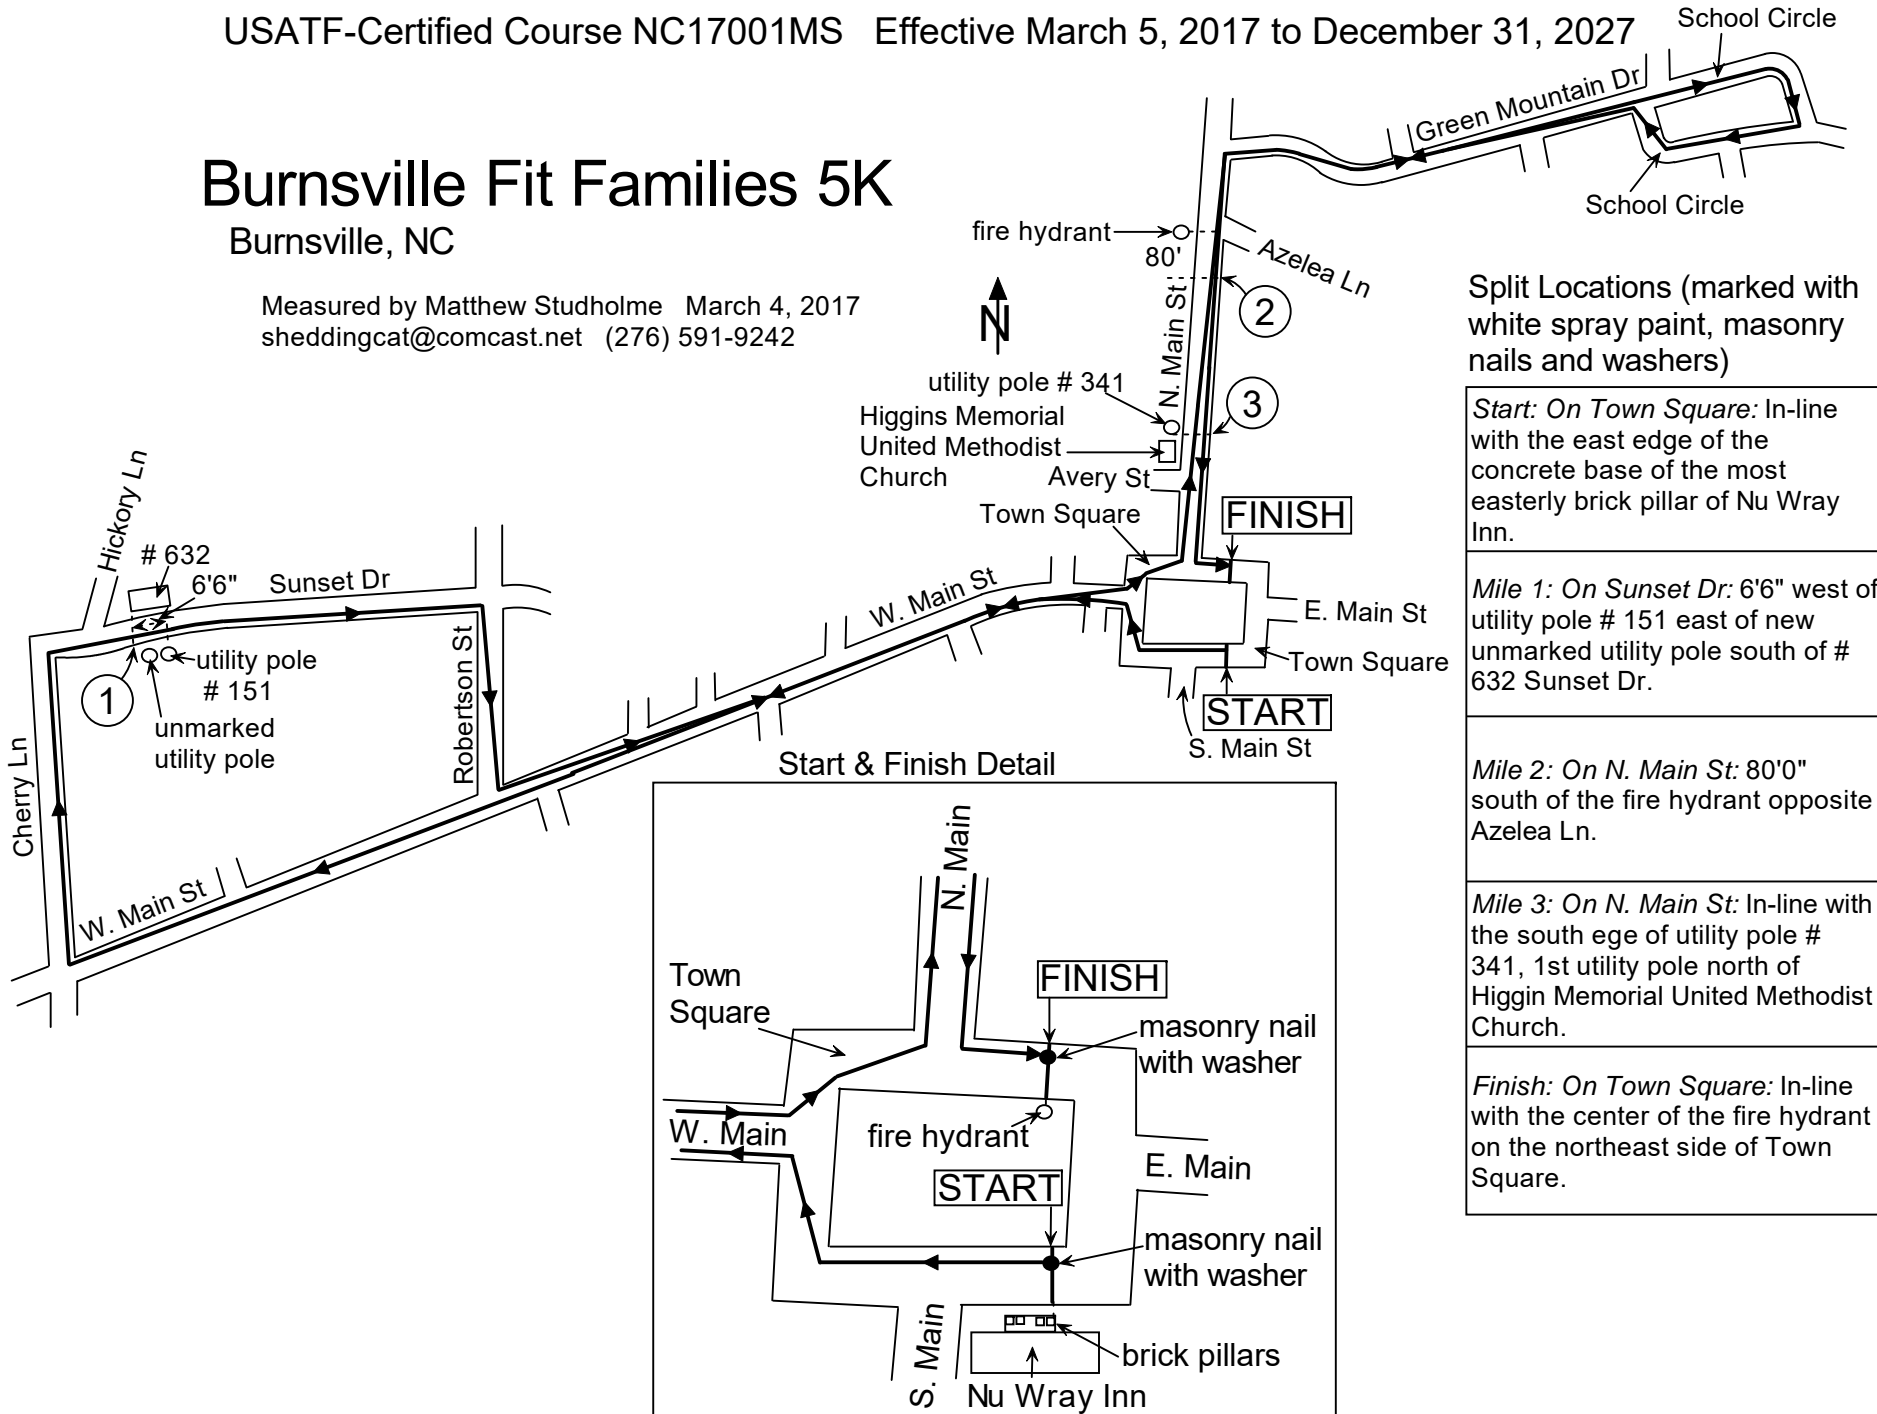 USATF-Certified Course NC17001MS   Effective March 5, 2017 to December 31, 2027
School Circle
Green Mountain Dr
School Circle
Burnsville Fit Families 5K
Burnsville, NC
Measured by Matthew Studholme   March 4, 2017
sheddingcat@comcast.net   (276) 591-9242
fire hydrant
80'
Azelea Ln
N
2
N. Main St
utility pole # 341
3
Higgins Memorial
United Methodist
Church
Avery St
Town Square
FINISH
Hickory Ln
# 632
6'6"
Sunset Dr
W. Main St
E. Main St
Town Square
utility pole
# 151
1
unmarked
utility pole
Robertson St
START
S. Main St
Cherry Ln
W. Main St
Start & Finish Detail
N. Main
Town
Square
FINISH
masonry nail
with washer
W. Main
fire hydrant
E. Main
START
masonry nail
with washer
S. Main
brick pillars
Nu Wray Inn
Split Locations (marked with
white spray paint, masonry
nails and washers)
Start: On Town Square: In-line
with the east edge of the
concrete base of the most
easterly brick pillar of Nu Wray
Inn.
Mile 1: On Sunset Dr: 6'6" west of
utility pole # 151 east of new
unmarked utility pole south of #
632 Sunset Dr.
Mile 2: On N. Main St: 80'0"
south of the fire hydrant opposite
Azelea Ln.
Mile 3: On N. Main St: In-line with
the south ege of utility pole #
341, 1st utility pole north of
Higgin Memorial United Methodist
Church.
Finish: On Town Square: In-line
with the center of the fire hydrant
on the northeast side of Town
Square.